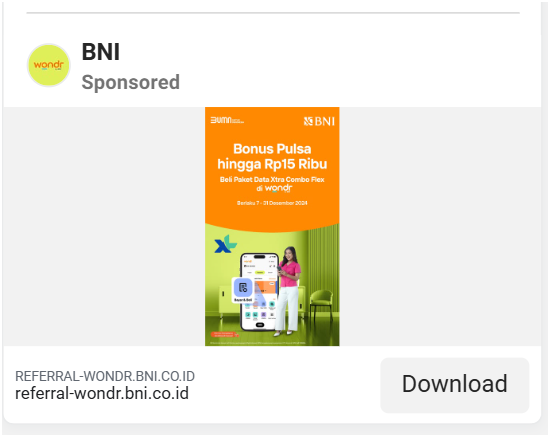 wondr
BNI
Sponsored
BUMN
BNI
Bonus Pulsa
hingga Rp15 Ribu
Beli Paket Data Xtra Combo Flex
di wondr
Berlaku 7 - 31 Desember 2024
XL
REFERRAL-WONDR.BNI.CO.ID
referral-wondr.bni.co.id
Download